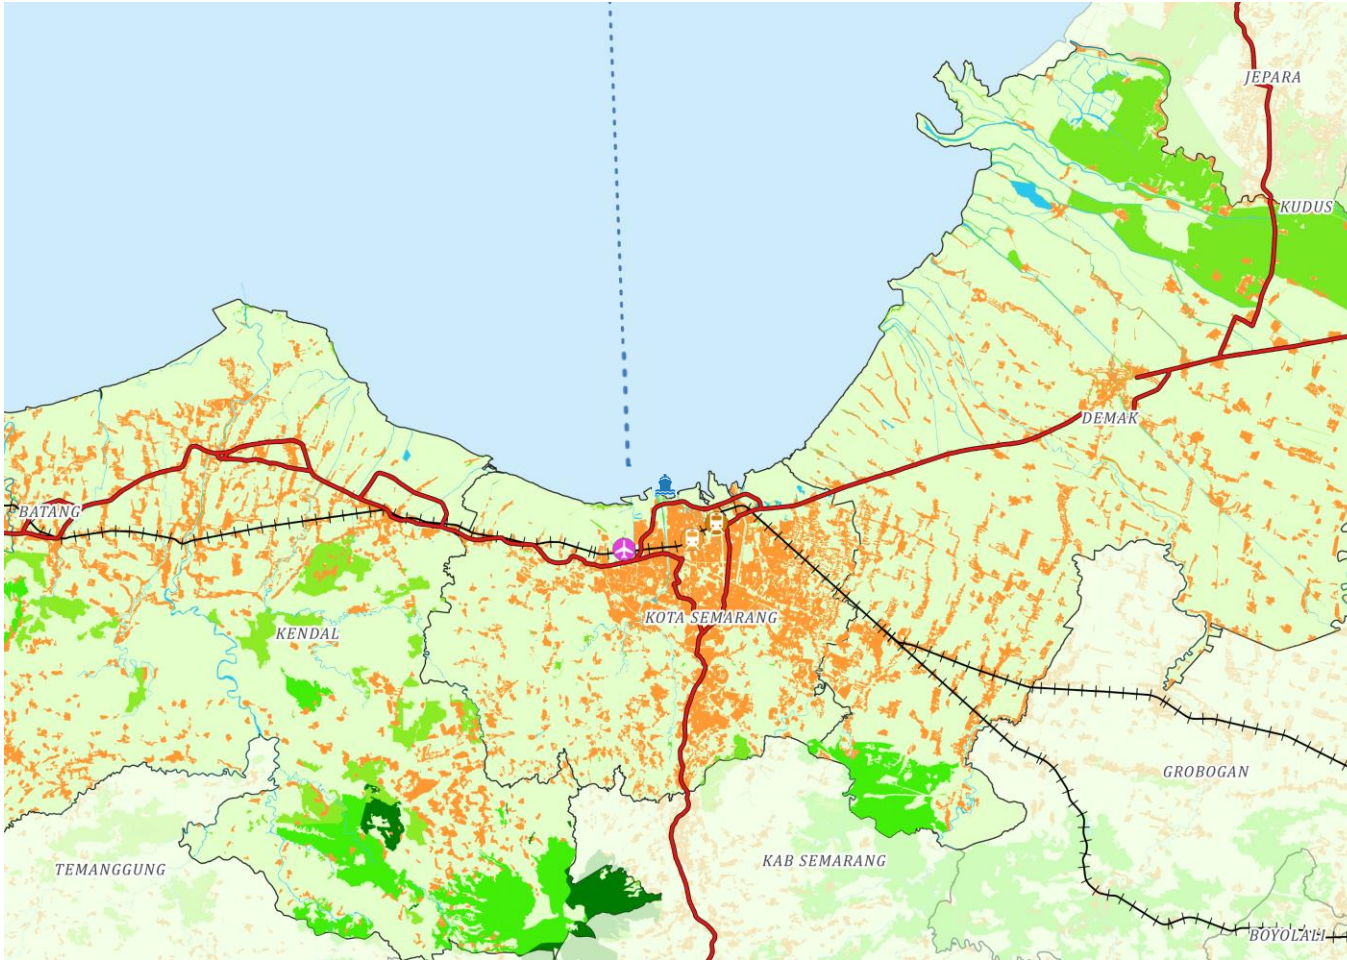 JEPARA
KUDUS
DEMAK
BATANG
KOTA SEMARANG
KENDAL
GROBOGAN
KAB SEMARANG
TEMANGGUNG
BOYOLALI